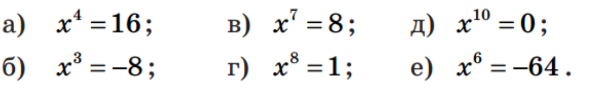 а) x⁴ = 16; в) x⁷ = 8; д) x¹⁰ = 0;
б) x³ = –8; г) x⁸ = 1; е) x⁶ = –64.